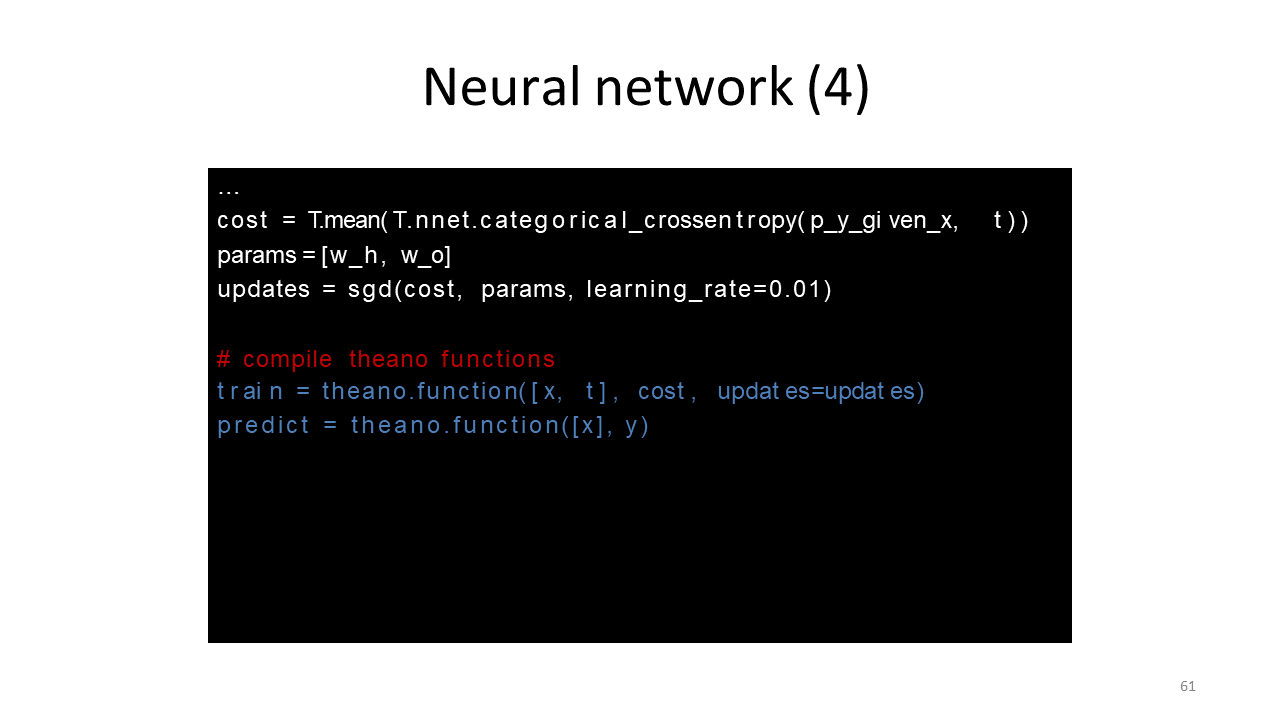 Neural network (4)
...
cost = T.mean(T.nnet.categorical_crossentropy(p_y_given_x, t))
params = [w_h, w_o]
updates = sgd(cost, params, learning_rate=0.01)
# compile theano functions
train = theano.function([x, t], cost, updates=updates)
predict = theano.function([x], y)
61